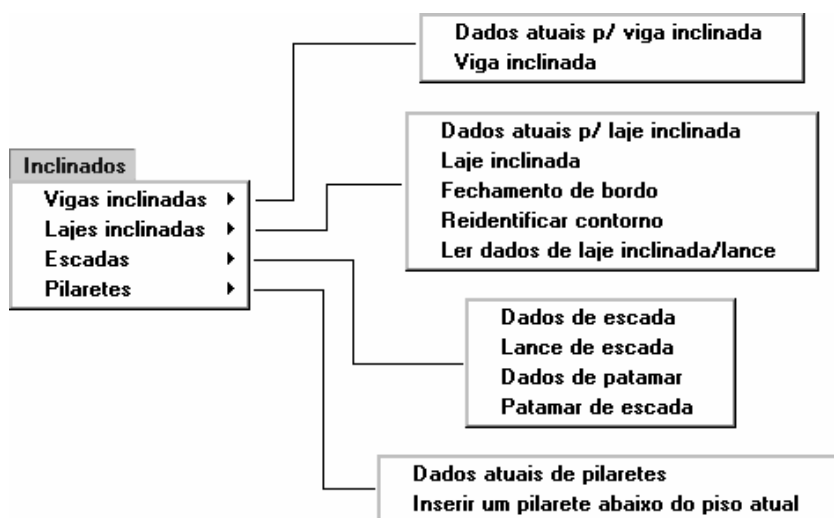 Inclinados
Vigas inclinadas
Lajes inclinadas
Escadas
Pilaretes
Dados atuais p/ viga inclinada
Viga inclinada
Dados atuais p/ laje inclinada
Laje inclinada
Fechamento de bordo
Reidentificar contorno
Ler dados de laje inclinada/lance
Dados de escada
Lance de escada
Dados de patamar
Patamar de escada
Dados atuais de pilaretes
Inserir um pilarete abaixo do piso atual